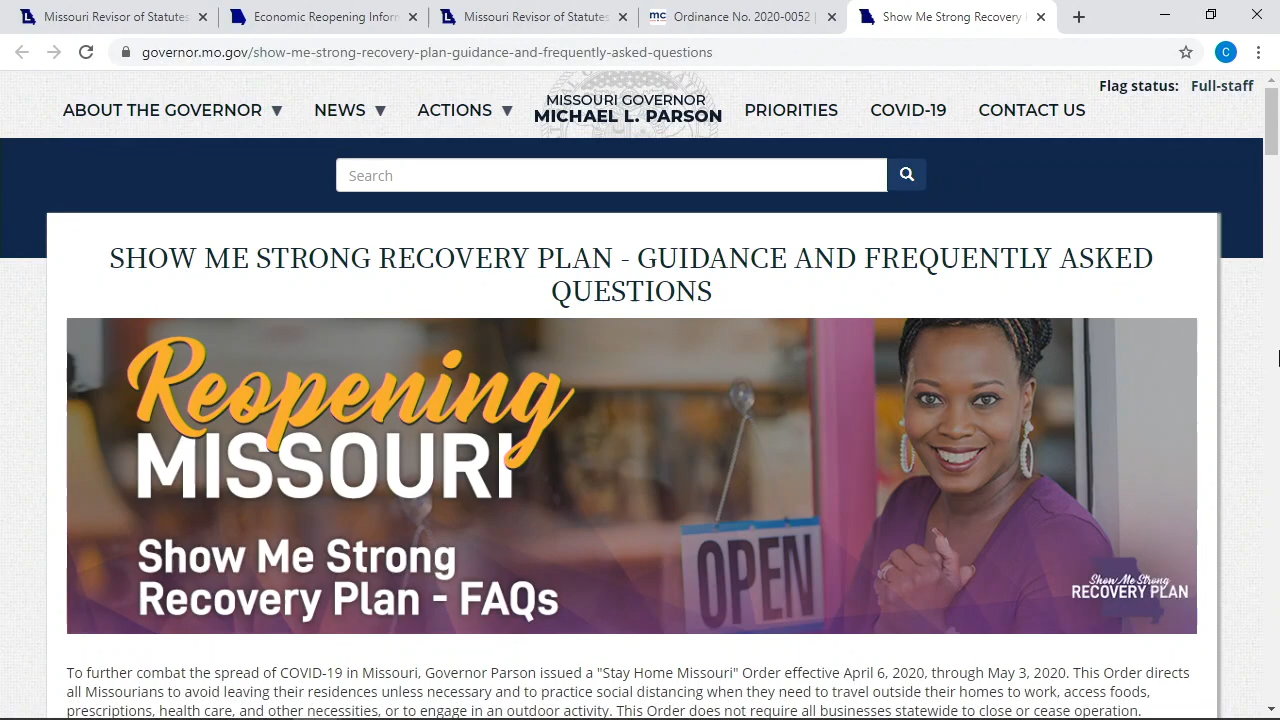 Missouri Revisor of Statutes
Economic Reopening Inform
Missouri Revisor of Statutes
mc Ordinance No. 2020-0052 |
Show Me Strong Recovery
governor.mo.gov/show-me-strong-recovery-plan-guidance-and-frequently-asked-questions
C
Flag status: Full-staff
ABOUT THE GOVERNOR ▼ NEWS ▼ ACTIONS ▼
MISSOURI GOVERNOR
MICHAEL L. PARSON
PRIORITIES COVID-19 CONTACT US
Search
SHOW ME STRONG RECOVERY PLAN - GUIDANCE AND FREQUENTLY ASKED
QUESTIONS
Reopening
MISSOURI
Show Me Strong
Recovery Plan - FAQs
OPEN
Show Me Strong
RECOVERY PLAN
To further combat the spread of COVID-19 in Missouri, Governor Parson issued a "Stay Home Missouri" Order effective April 6, 2020, through May 3, 2020. This Order directs
all Missourians to avoid leaving their residences unless necessary and to practice social distancing when they need to travel outside their homes to work, access foods,
prescriptions, health care, and other necessities, or to engage in an outdoor activity. This Order does not require all businesses statewide to close or cease operation.